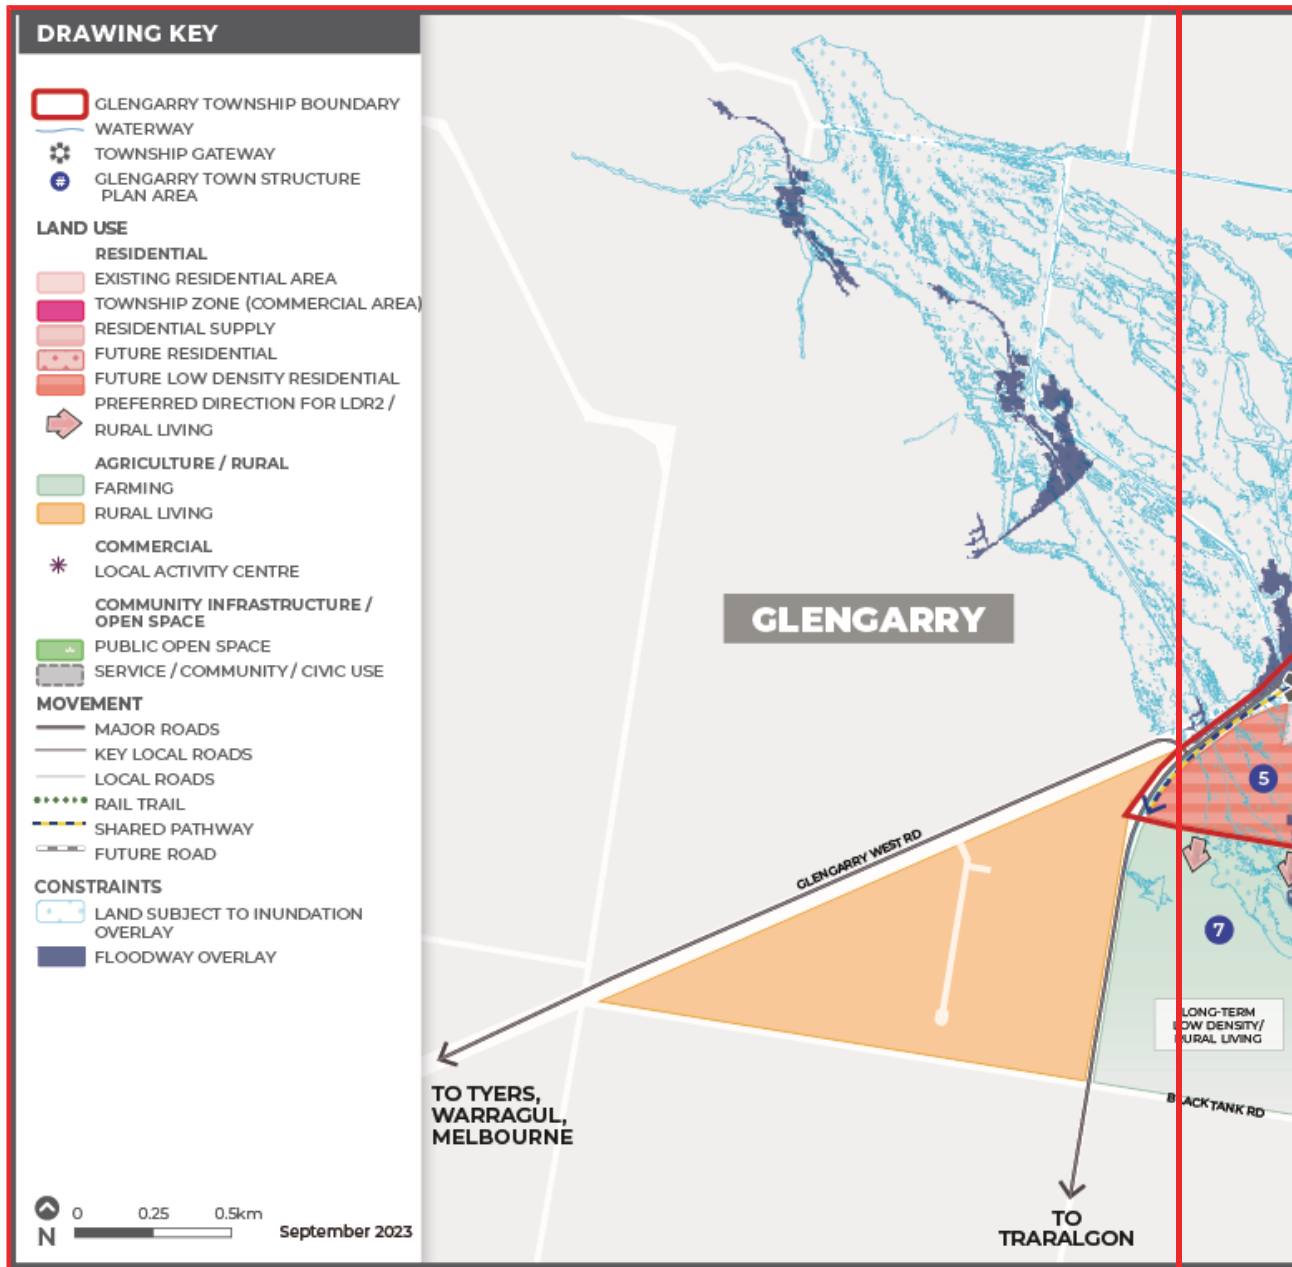 DRAWING KEY
GLENGARRY TOWNSHIP BOUNDARY
WATERWAY
TOWNSHIP GATEWAY
#
GLENGARRY TOWN STRUCTURE
PLAN AREA
LAND USE
RESIDENTIAL
EXISTING RESIDENTIAL AREA
TOWNSHIP ZONE (COMMERCIAL AREA)
RESIDENTIAL SUPPLY
FUTURE RESIDENTIAL
FUTURE LOW DENSITY RESIDENTIAL
PREFERRED DIRECTION FOR LDR2 /
RURAL LIVING
AGRICULTURE / RURAL
FARMING
RURAL LIVING
COMMERCIAL
LOCAL ACTIVITY CENTRE
COMMUNITY INFRASTRUCTURE /
OPEN SPACE
PUBLIC OPEN SPACE
SERVICE / COMMUNITY / CIVIC USE
MOVEMENT
MAJOR ROADS
KEY LOCAL ROADS
LOCAL ROADS
RAIL TRAIL
SHARED PATHWAY
FUTURE ROAD
CONSTRAINTS
LAND SUBJECT TO INUNDATION
OVERLAY
FLOODWAY OVERLAY
N
0 0.25 0.5km
September 2023
GLENGARRY
GLENGARRY WEST RD
5
7
LONG-TERM
LOW DENSITY/
RURAL LIVING
BLACK TANK RD
TO TYERS,
WARRAGUL,
MELBOURNE
TO
TRARALGON